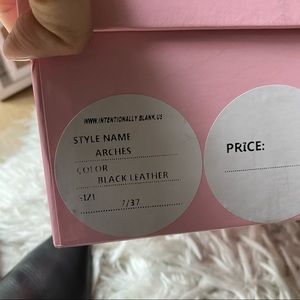 WWW.INTENTIONALLY-BLANK.US
STYLE NAME
ARCHES
COLOR
BLACK LEATHER
SIZE
7/37
PRICE: